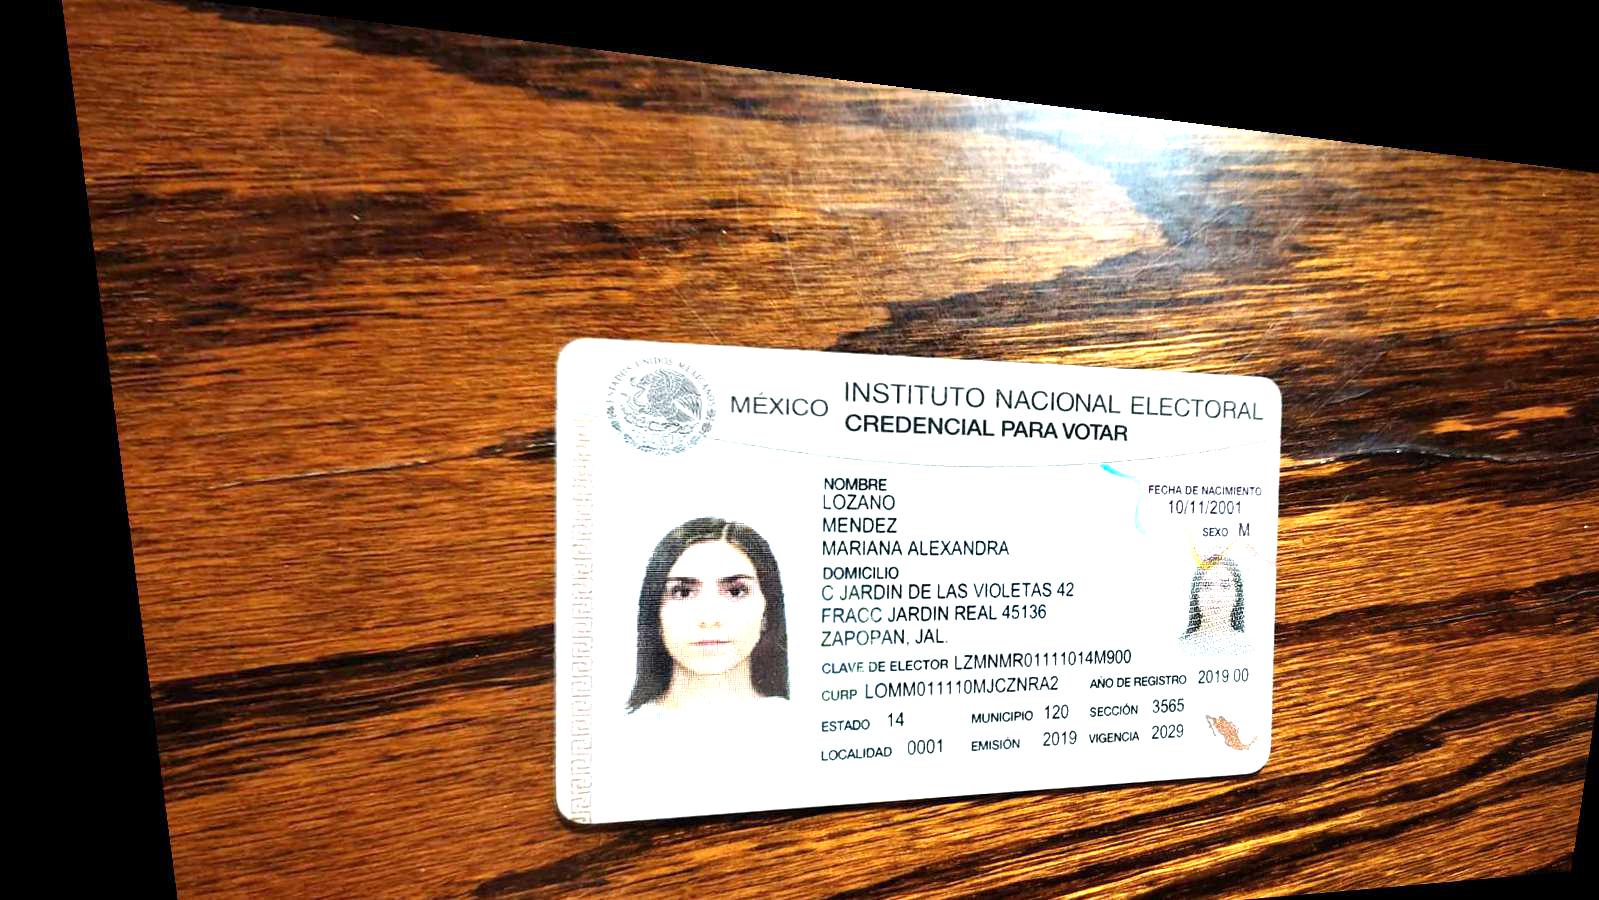 ESTADOS UNIDOS MEXICANOS
MÉXICO INSTITUTO NACIONAL ELECTORAL
CREDENCIAL PARA VOTAR
NOMBRE
LOZANO
MENDEZ
MARIANA ALEXANDRA
FECHA DE NACIMIENTO
10/11/2001
SEXO M
DOMICILIO
C JARDIN DE LAS VIOLETAS 42
FRACC JARDIN REAL 45136
ZAPOPAN, JAL.
CLAVE DE ELECTOR LZMNMR01111014M900
CURP LOMM011110MJCZNRA2 AÑO DE REGISTRO 2019 00
ESTADO 14 MUNICIPIO 120 SECCIÓN 3565
LOCALIDAD 0001 EMISIÓN 2019 VIGENCIA 2029